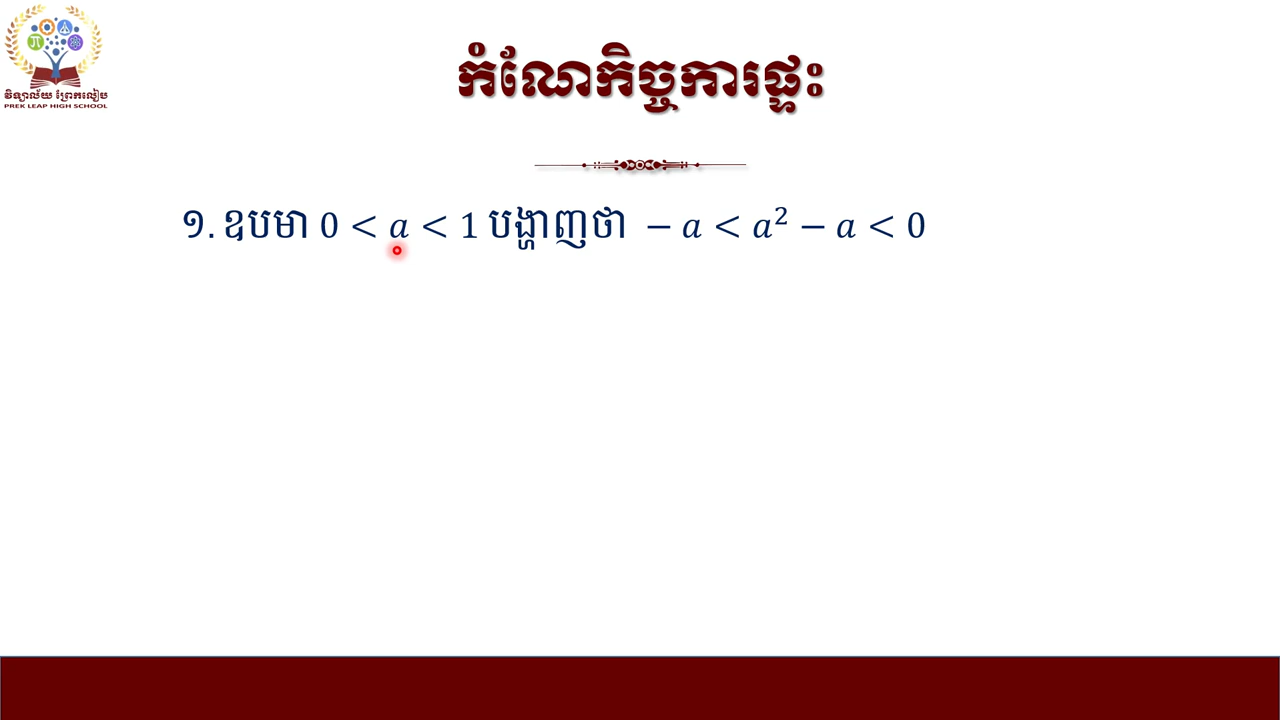 វិទ្យាល័យ ព្រែកលៀប
PREK LEAP HIGH SCHOOL
កំណែកិច្ចការផ្ទះ
១. ឧបមា 0 < a < 1 បង្ហាញថា −a < a² − a < 0